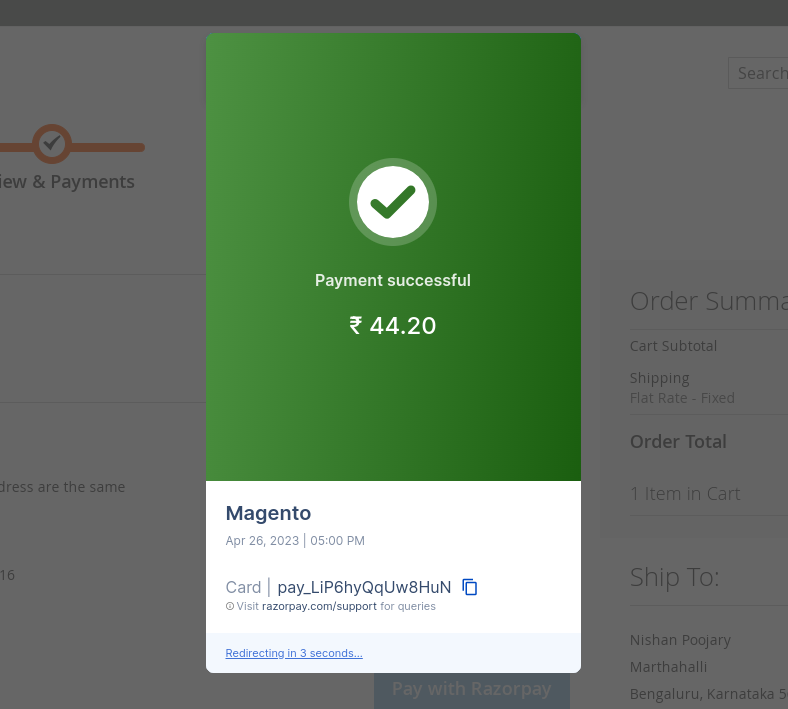 Search
iew & Payments
Payment successful
₹ 44.20
Order Summa
Cart Subtotal
Shipping
Flat Rate - Fixed
Order Total
1 Item in Cart
dress are the same
16
Magento
Apr 26, 2023 | 05:00 PM
Card | pay_LiP6hyQqUw8HuN
Visit razorpay.com/support for queries
Redirecting in 3 seconds...
Pay with Razorpay
Ship To:
Nishan Poojary
Marthahalli
Bengaluru, Karnataka 5